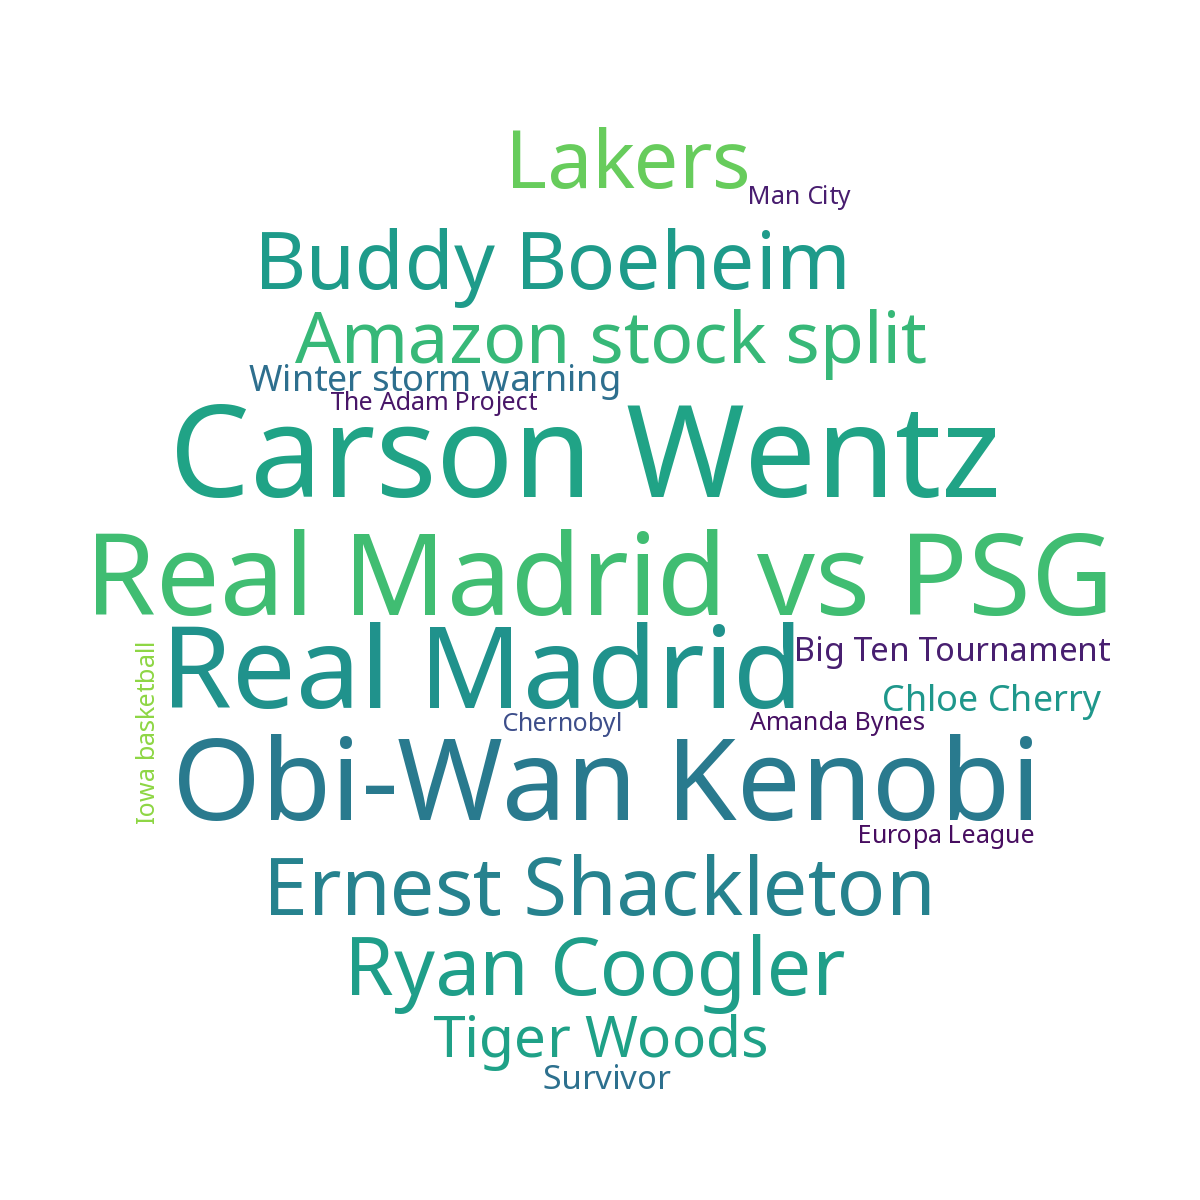 Lakers
Man City
Buddy Boeheim
Amazon stock split
Winter storm warning
The Adam Project
Carson Wentz
Real Madrid vs PSG
Real Madrid
Big Ten Tournament
Iowa basketball
Chloe Cherry
Chernobyl
Amanda Bynes
Obi-Wan Kenobi
Europa League
Ernest Shackleton
Ryan Coogler
Tiger Woods
Survivor